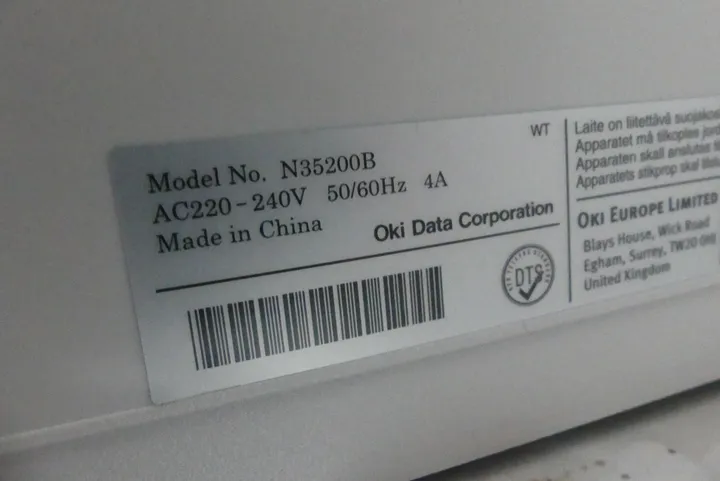 Model No. N35200B
AC220-240V 50/60Hz 4A
Made in China
Oki Data Corporation
DTS
WT
Laite on liitettävä
Apparatet må tilkoples
Apparaten skall anslutas
Apparatets stikprop skal
OKI EUROPE LIMITED
Blays House, Wick Road
Egham, Surrey, TW20
United Kingdom